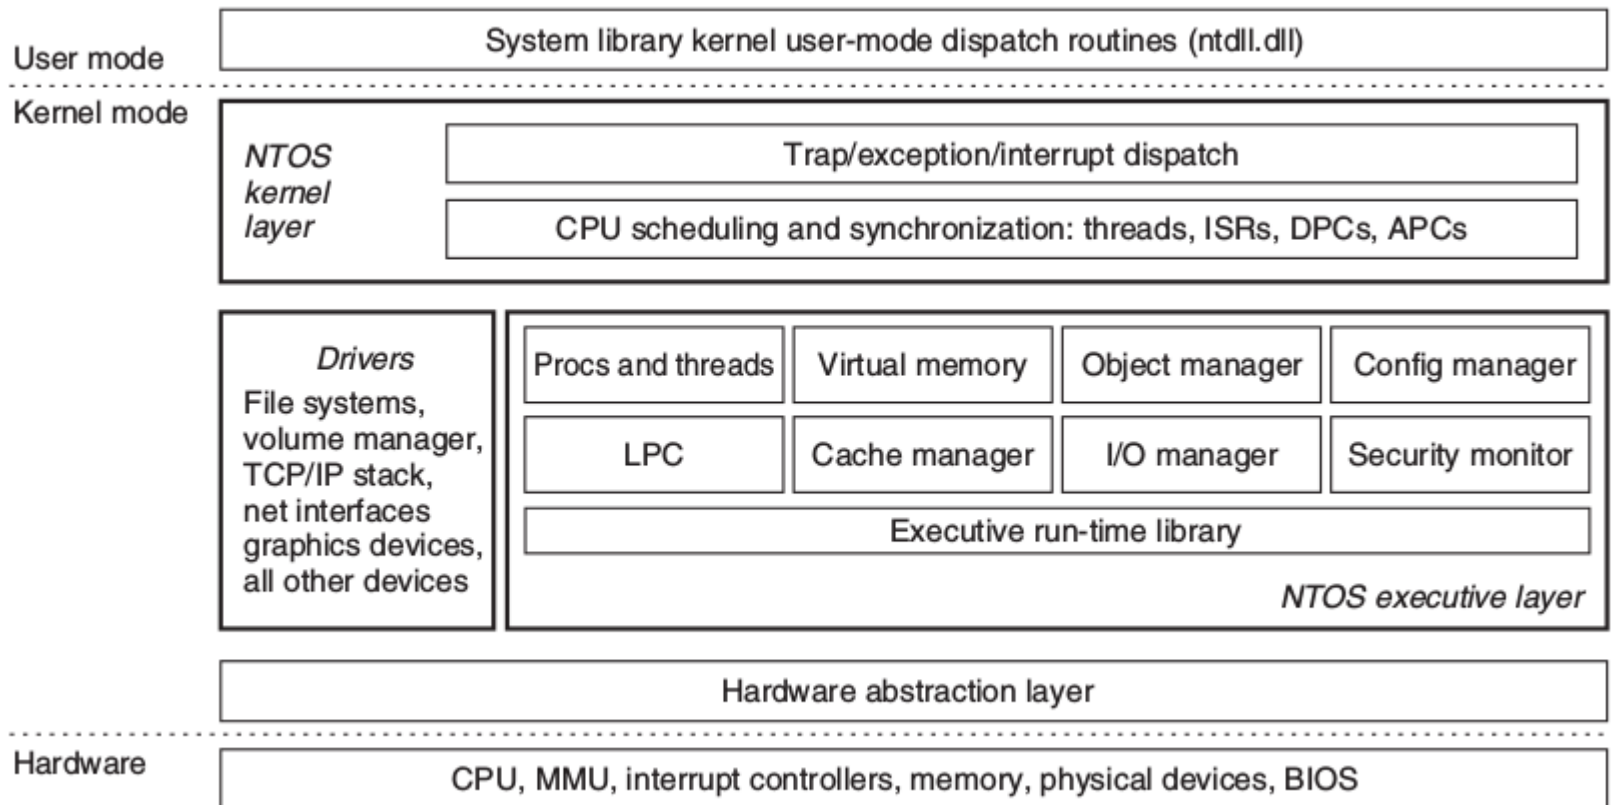 User mode
System library kernel user-mode dispatch routines (ntdll.dll)
Kernel mode
NTOS
kernel
layer
Trap/exception/interrupt dispatch
CPU scheduling and synchronization: threads, ISRs, DPCs, APCs
Drivers
File systems,
volume manager,
TCP/IP stack,
net interfaces
graphics devices,
all other devices
Procs and threads
Virtual memory
Object manager
Config manager
LPC
Cache manager
I/O manager
Security monitor
Executive run-time library
NTOS executive layer
Hardware abstraction layer
Hardware
CPU, MMU, interrupt controllers, memory, physical devices, BIOS